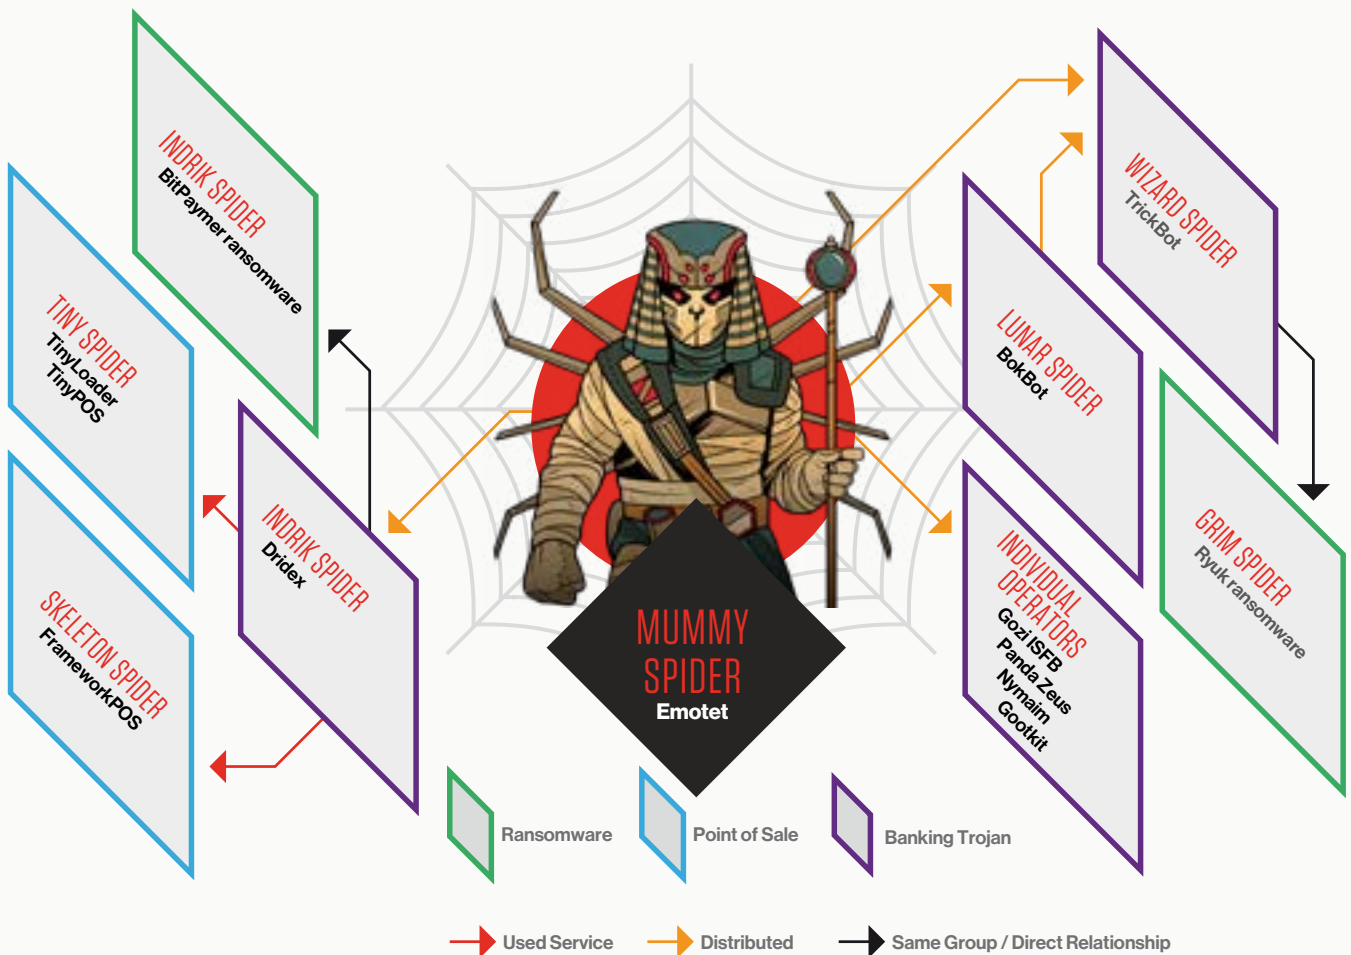 INDRIK SPIDER
BitPaymer ransomware
TINY SPIDER
TinyLoader
TinyPOS
SKELETON SPIDER
FrameworkPOS
INDRIK SPIDER
Dridex
MUMMY
SPIDER
Emotet
WIZARD SPIDER
TrickBot
LUNAR SPIDER
BokBot
GRIM SPIDER
Ryuk ransomware
INDIVIDUAL
OPERATORS
Gozi ISFB
Panda Zeus
Nymaim
Gootkit
Ransomware
Point of Sale
Banking Trojan
Used Service
Distributed
Same Group / Direct Relationship